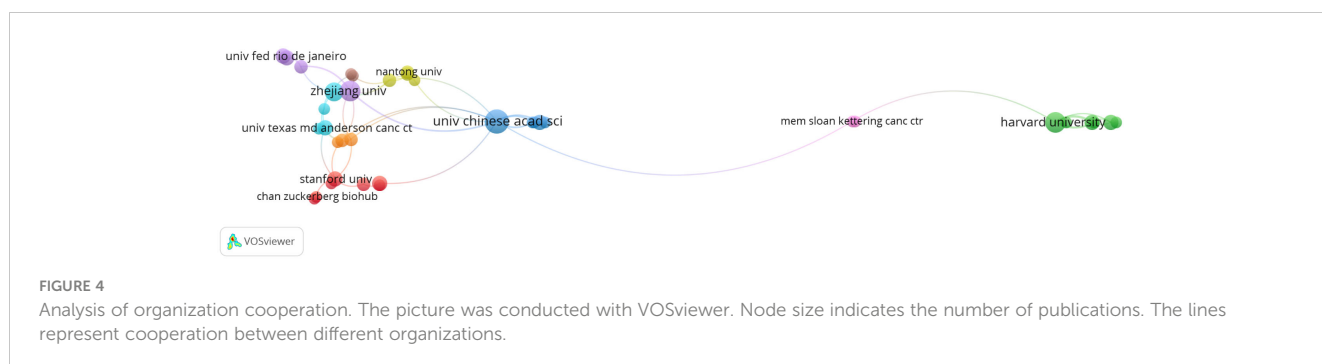 univ fed rio de janeiro
nantong univ
zhejiang univ
univ chinese acad sci
mem sloan kettering canc ctr
harvard university
univ texas md anderson canc ct
stanford univ
chan zuckerberg biohub
VOSviewer
FIGURE 4
Analysis of organization cooperation. The picture was conducted with VOSviewer. Node size indicates the number of publications. The lines
represent cooperation between different organizations.